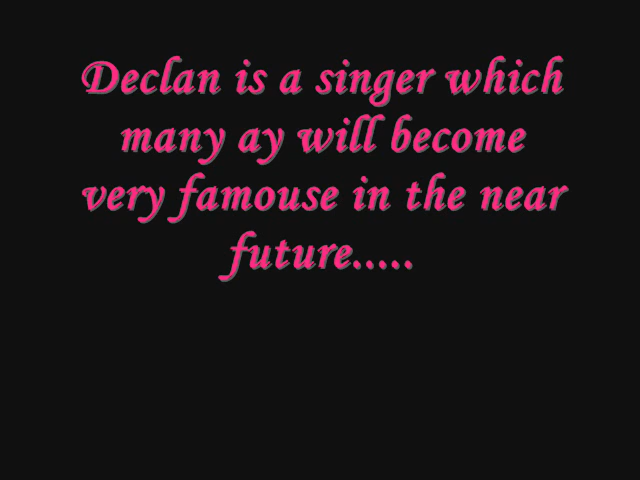 Declan is a singer which
many ay will become
very famouse in the near
future.....